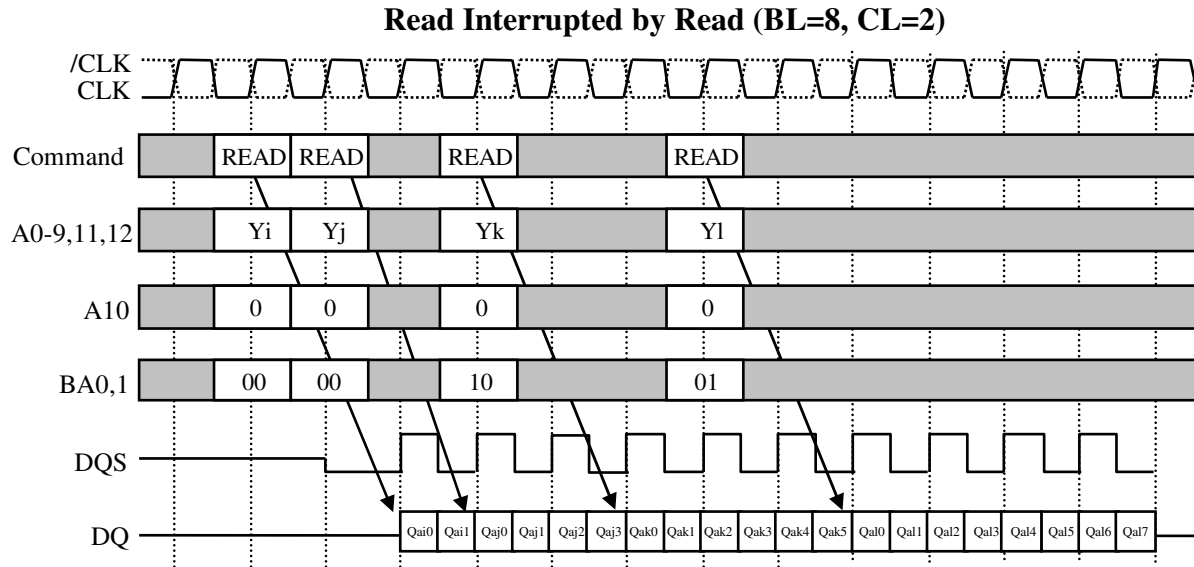 Read Interrupted by Read (BL=8, CL=2)
/CLK
CLK
Command READ READ READ READ
A0-9,11,12 Yi Yj Yk Yl
A10 0 0 0 0
BA0,1 00 00 10 01
DQS
DQ Qai0 Qai1 Qaj0 Qaj1 Qaj2 Qaj3 Qak0 Qak1 Qak2 Qak3 Qak4 Qak5 Qal0 Qal1 Qal2 Qal3 Qal4 Qal5 Qal6 Qal7